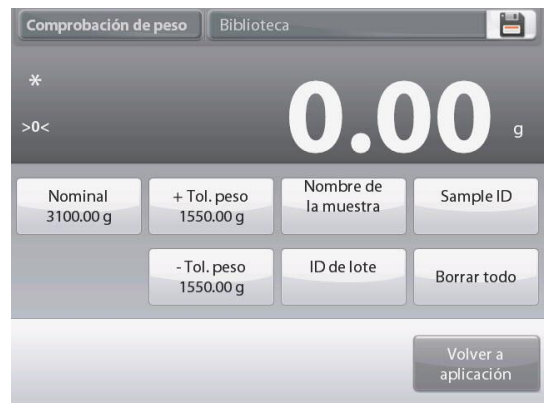 Comprobación de peso Biblioteca
*
>0<
0.00 g
Nominal
3100.00 g
+ Tol. peso
1550.00 g
Nombre de
la muestra
Sample ID
- Tol. peso
1550.00 g
ID de lote
Borrar todo
Volver a
aplicación